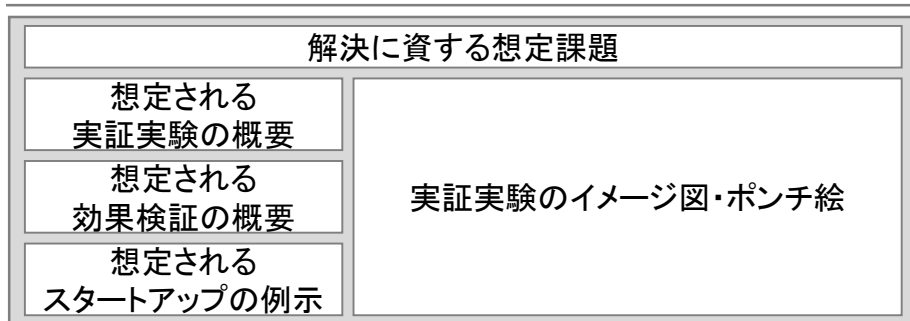 解決に資する想定課題
想定される
実証実験の概要
想定される
効果検証の概要
想定される
スタートアップの例示
実証実験のイメージ図・ポンチ絵